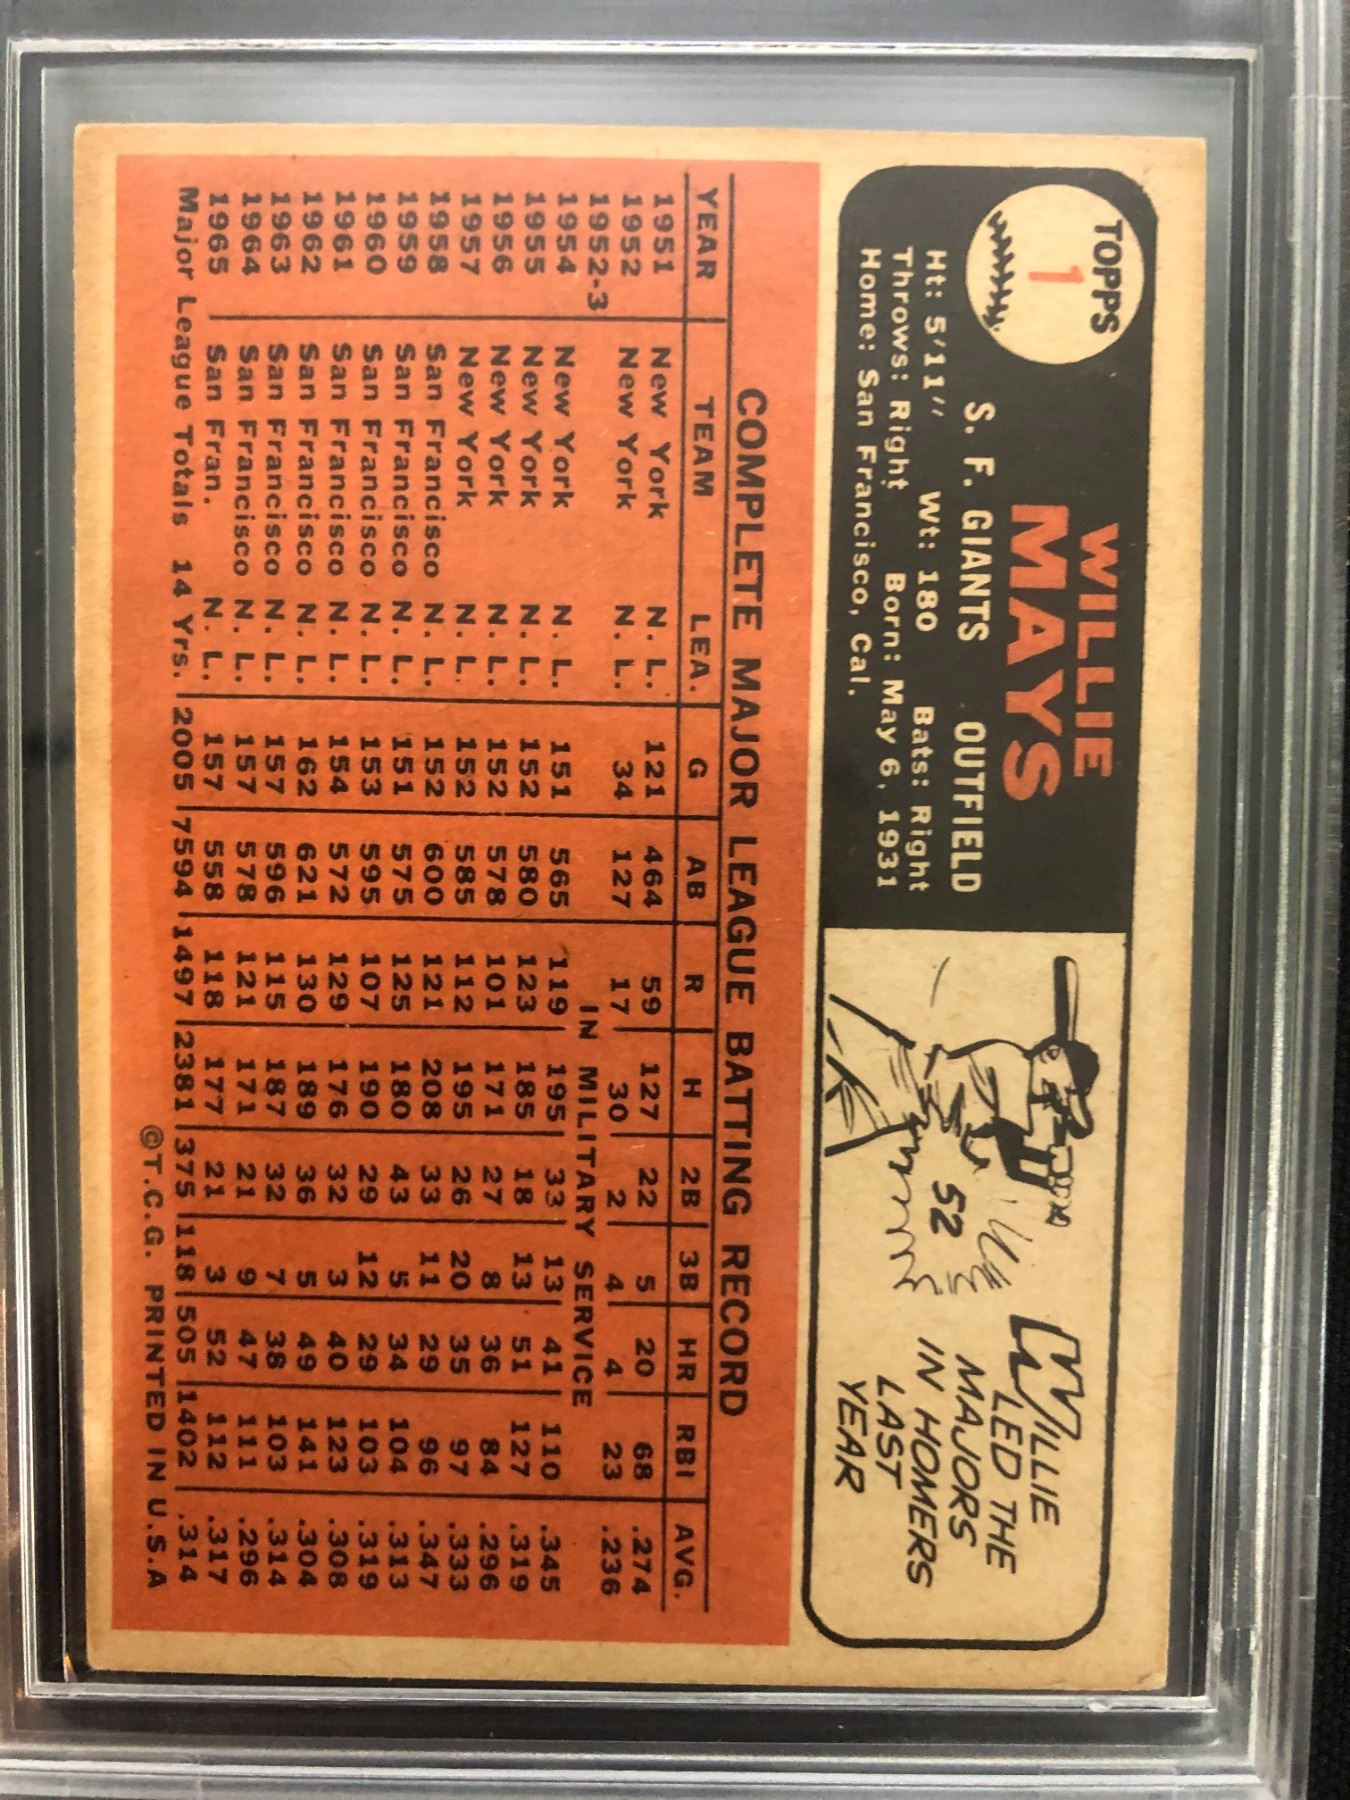 TOPPS
1
WILLIE
MAYS
S. F. GIANTS OUTFIELD
Ht: 5'11" Wt: 180 Bats: Right
Throws: Right Born: May 6, 1931
Home: San Francisco, Cal.
52
WILLIE
LED THE
MAJORS
IN HOMERS
LAST
YEAR
COMPLETE MAJOR LEAGUE BATTING RECORD
YEAR TEAM LEA. G AB R H 2B 3B HR RBI AVG.
1951 New York N. L. 121 464 59 127 22 5 20 68 .274
1952 New York N. L. 34 127 17 30 2 4 4 23 .236
1952-3 IN MILITARY SERVICE
1954 New York N. L. 151 565 119 195 33 13 41 110 .345
1955 New York N. L. 152 580 123 185 18 13 51 127 .319
1956 New York N. L. 152 578 101 171 27 8 36 84 .296
1957 New York N. L. 152 585 112 195 26 20 35 97 .333
1958 San Francisco N. L. 152 600 121 208 33 11 29 96 .347
1959 San Francisco N. L. 151 575 125 180 43 5 34 104 .313
1960 San Francisco N. L. 153 595 107 190 29 12 29 103 .319
1961 San Francisco N. L. 154 572 129 176 32 3 40 123 .308
1962 San Francisco N. L. 162 621 130 189 36 5 49 141 .304
1963 San Francisco N. L. 157 596 115 187 32 7 38 103 .314
1964 San Francisco N. L. 157 578 121 171 21 9 47 111 .296
1965 San Fran. N. L. 157 558 118 177 21 3 52 112 .317
Major League Totals 14 Yrs. 2005 7594 1497 2381 375 118 505 1402 .314
©T.C.G. PRINTED IN U.S.A